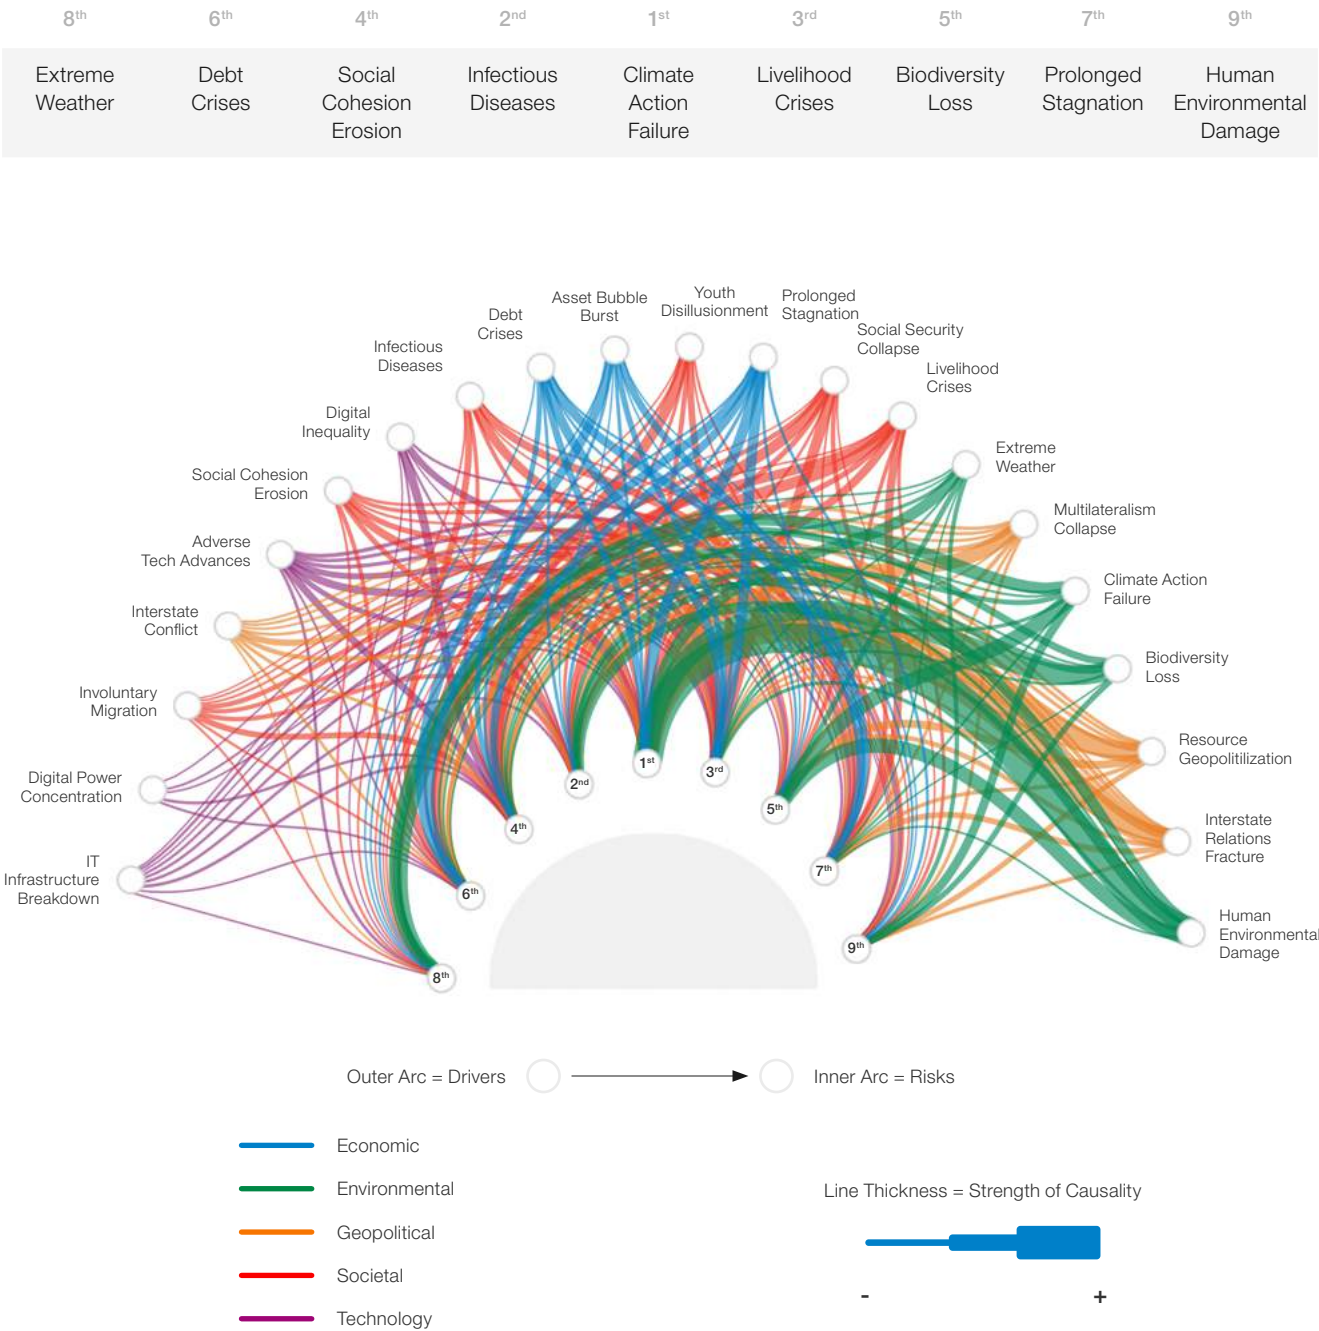 8th 6th 4th 2nd 1st 3rd 5th 7th 9th
Extreme Weather
Debt Crises
Social Cohesion Erosion
Infectious Diseases
Climate Action Failure
Livelihood Crises
Biodiversity Loss
Prolonged Stagnation
Human Environmental Damage
IT
Infrastructure
Breakdown
Digital Power
Concentration
Involuntary
Migration
Interstate
Conflict
Adverse
Tech Advances
Social Cohesion
Erosion
Digital
Inequality
Infectious
Diseases
Debt
Crises
Asset Bubble
Burst
Youth
Disillusionment
Prolonged
Stagnation
Social Security
Collapse
Livelihood
Crises
Extreme
Weather
Multilateralism
Collapse
Climate Action
Failure
Biodiversity
Loss
Resource
Geopolitilization
Interstate
Relations
Fracture
Human
Environmental
Damage
8th
6th
4th
2nd
1st
3rd
5th
7th
9th
Outer Arc = Drivers
Inner Arc = Risks
Economic
Environmental
Geopolitical
Societal
Technology
Line Thickness = Strength of Causality
- +